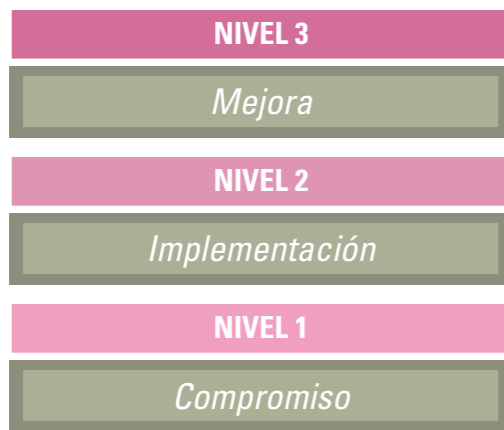 NIVEL 3
Mejora
NIVEL 2
Implementación
NIVEL 1
Compromiso